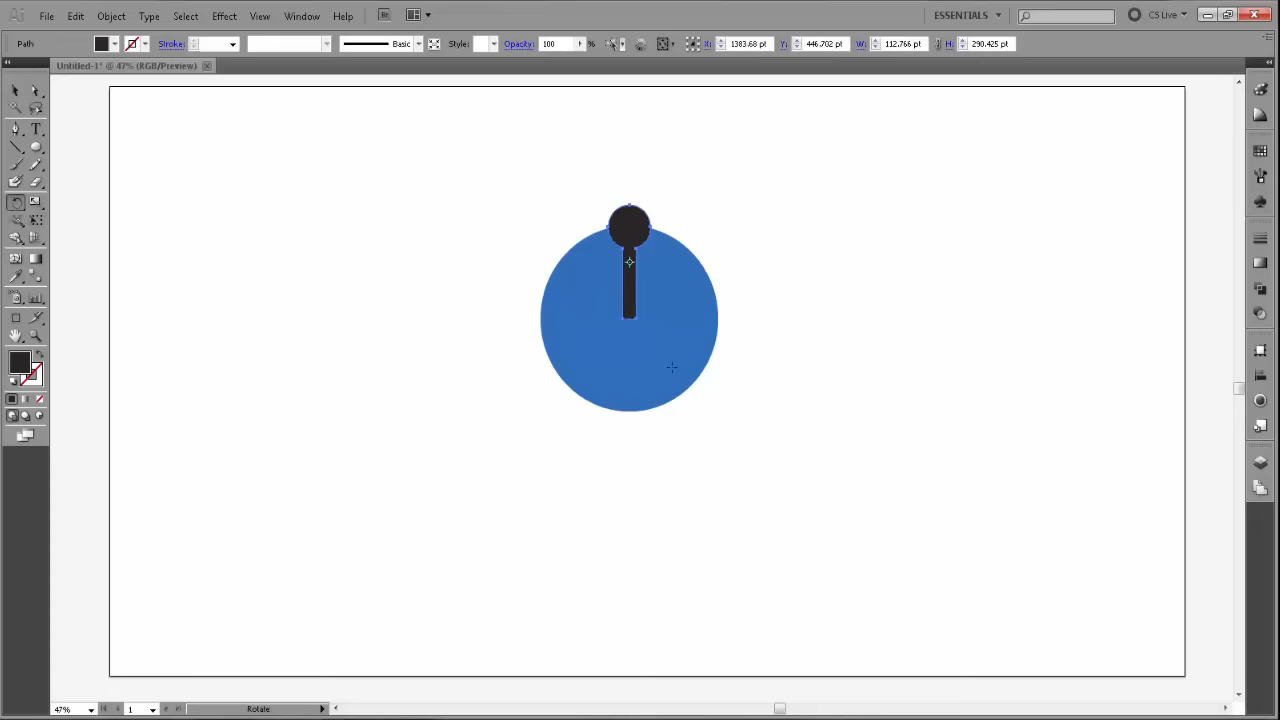 Ai File Edit Object Type Select Effect View Window Help Br ESSENTIALS CS Live
Path Stroke: Basic Style: Opacity: 100 % X: 1383.68 pt Y: 446.702 pt W: 112.766 pt H: 290.425 pt
Untitled-1* @ 47% (RGB/Preview)
T
47% 1 Rotate